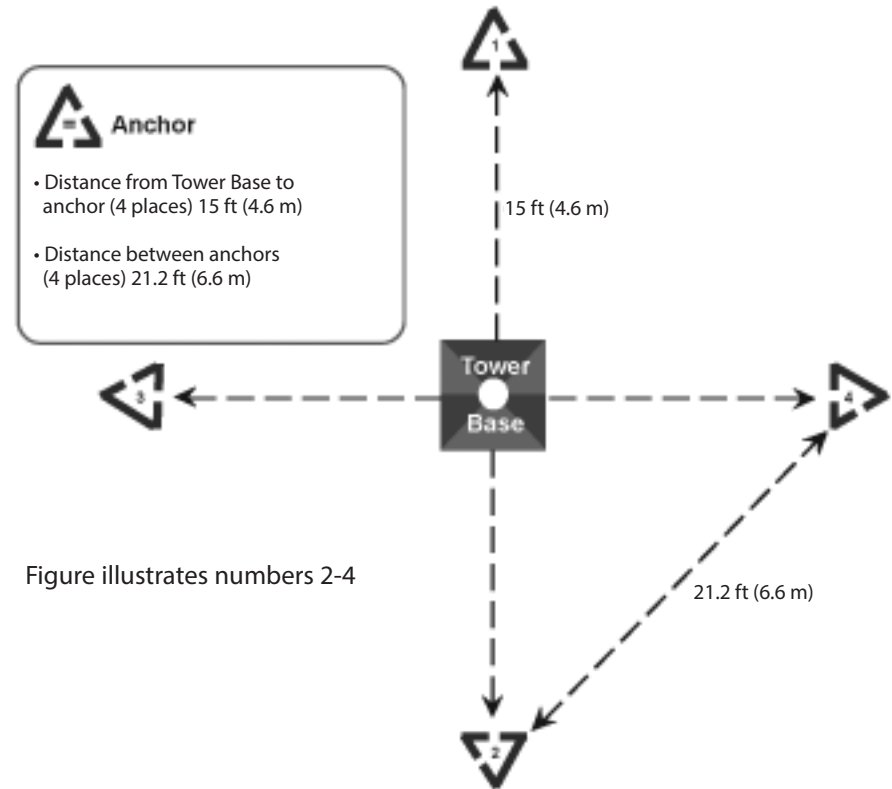 1
= Anchor
• Distance from Tower Base to
anchor (4 places) 15 ft (4.6 m)
• Distance between anchors
(4 places) 21.2 ft (6.6 m)
15 ft (4.6 m)
Tower
Base
3
4
Figure illustrates numbers 2-4
21.2 ft (6.6 m)
2